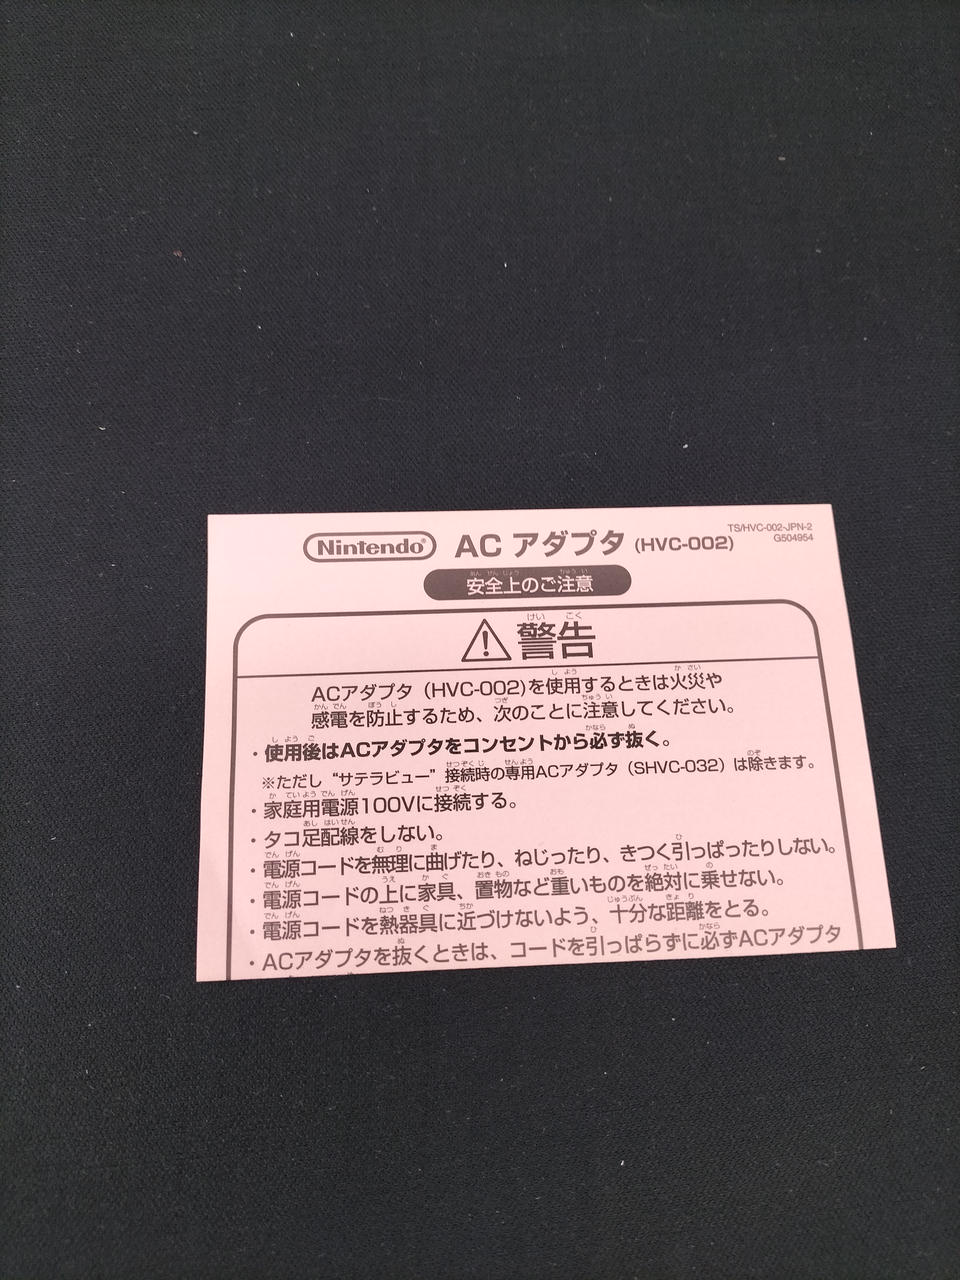 Nintendo® ACアダプタ(HVC-002)
TS/HVC-002-JPN-2
G504954
安全上のご注意
警告
ACアダプタ（HVC-002)を使用するときは火災や
感電を防止するため、次のことに注意してください。
・使用後はACアダプタをコンセントから必ず抜く。
※ただし“サテラビュー”接続時の専用ACアダプタ（SHVC-032）は除きます。
・家庭用電源100Vに接続する。
・タコ足配線をしない。
・電源コードを無理に曲げたり、ねじったり、きつく引っぱったりしない。
・電源コードの上に家具、置物など重いものを絶対に乗せない。
・電源コードを熱器具に近づけないよう、十分な距離をとる。
・ACアダプタを抜くときは、コードを引っぱらずに必ずACアダプタ